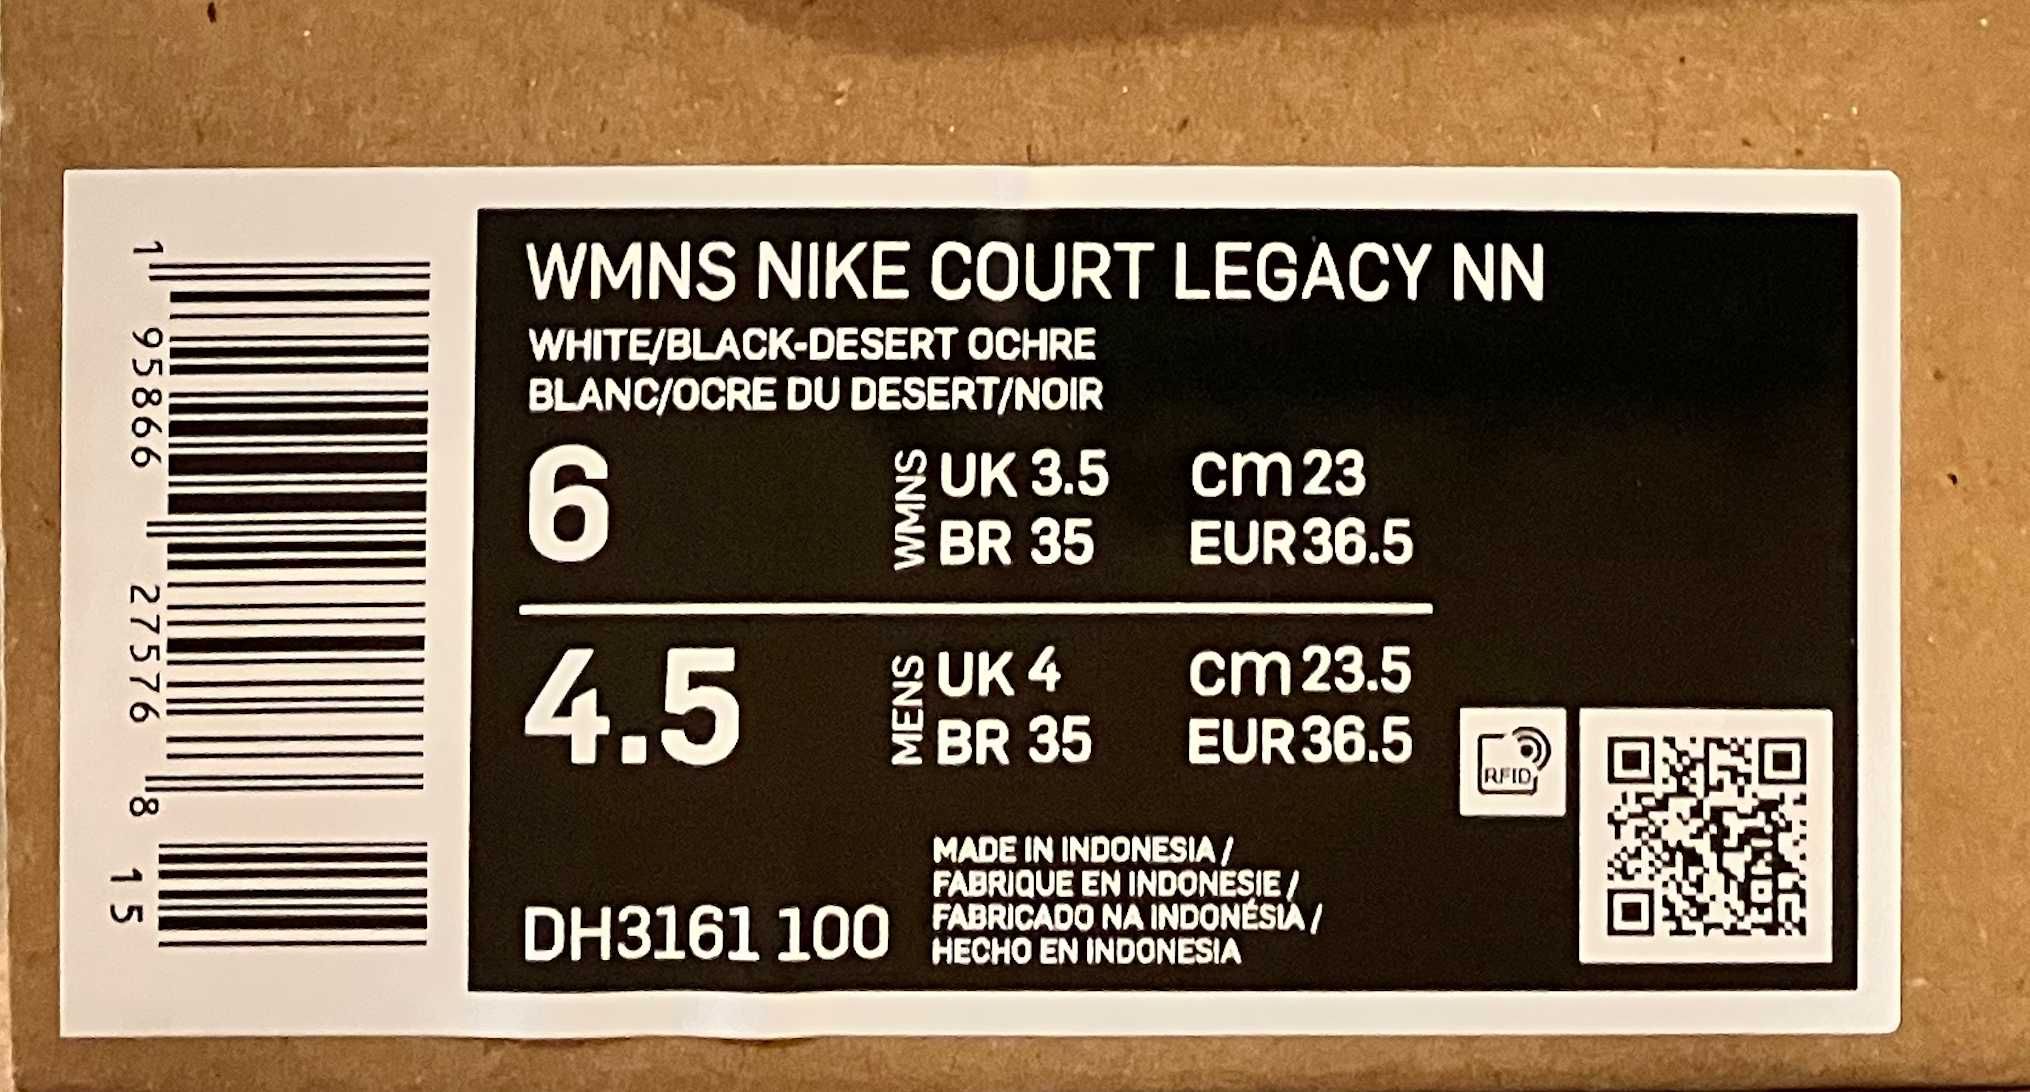 1 95866 27576 8 15
WMNS NIKE COURT LEGACY NN
WHITE/BLACK-DESERT OCHRE
BLANC/OCRE DU DESERT/NOIR
6 WMNS UK 3.5 cm 23
BR 35 EUR 36.5
4.5 MENS UK 4 cm 23.5
BR 35 EUR 36.5
RFID
DH3161 100
MADE IN INDONESIA /
FABRIQUE EN INDONESIE /
FABRICADO NA INDONÉSIA /
HECHO EN INDONESIA